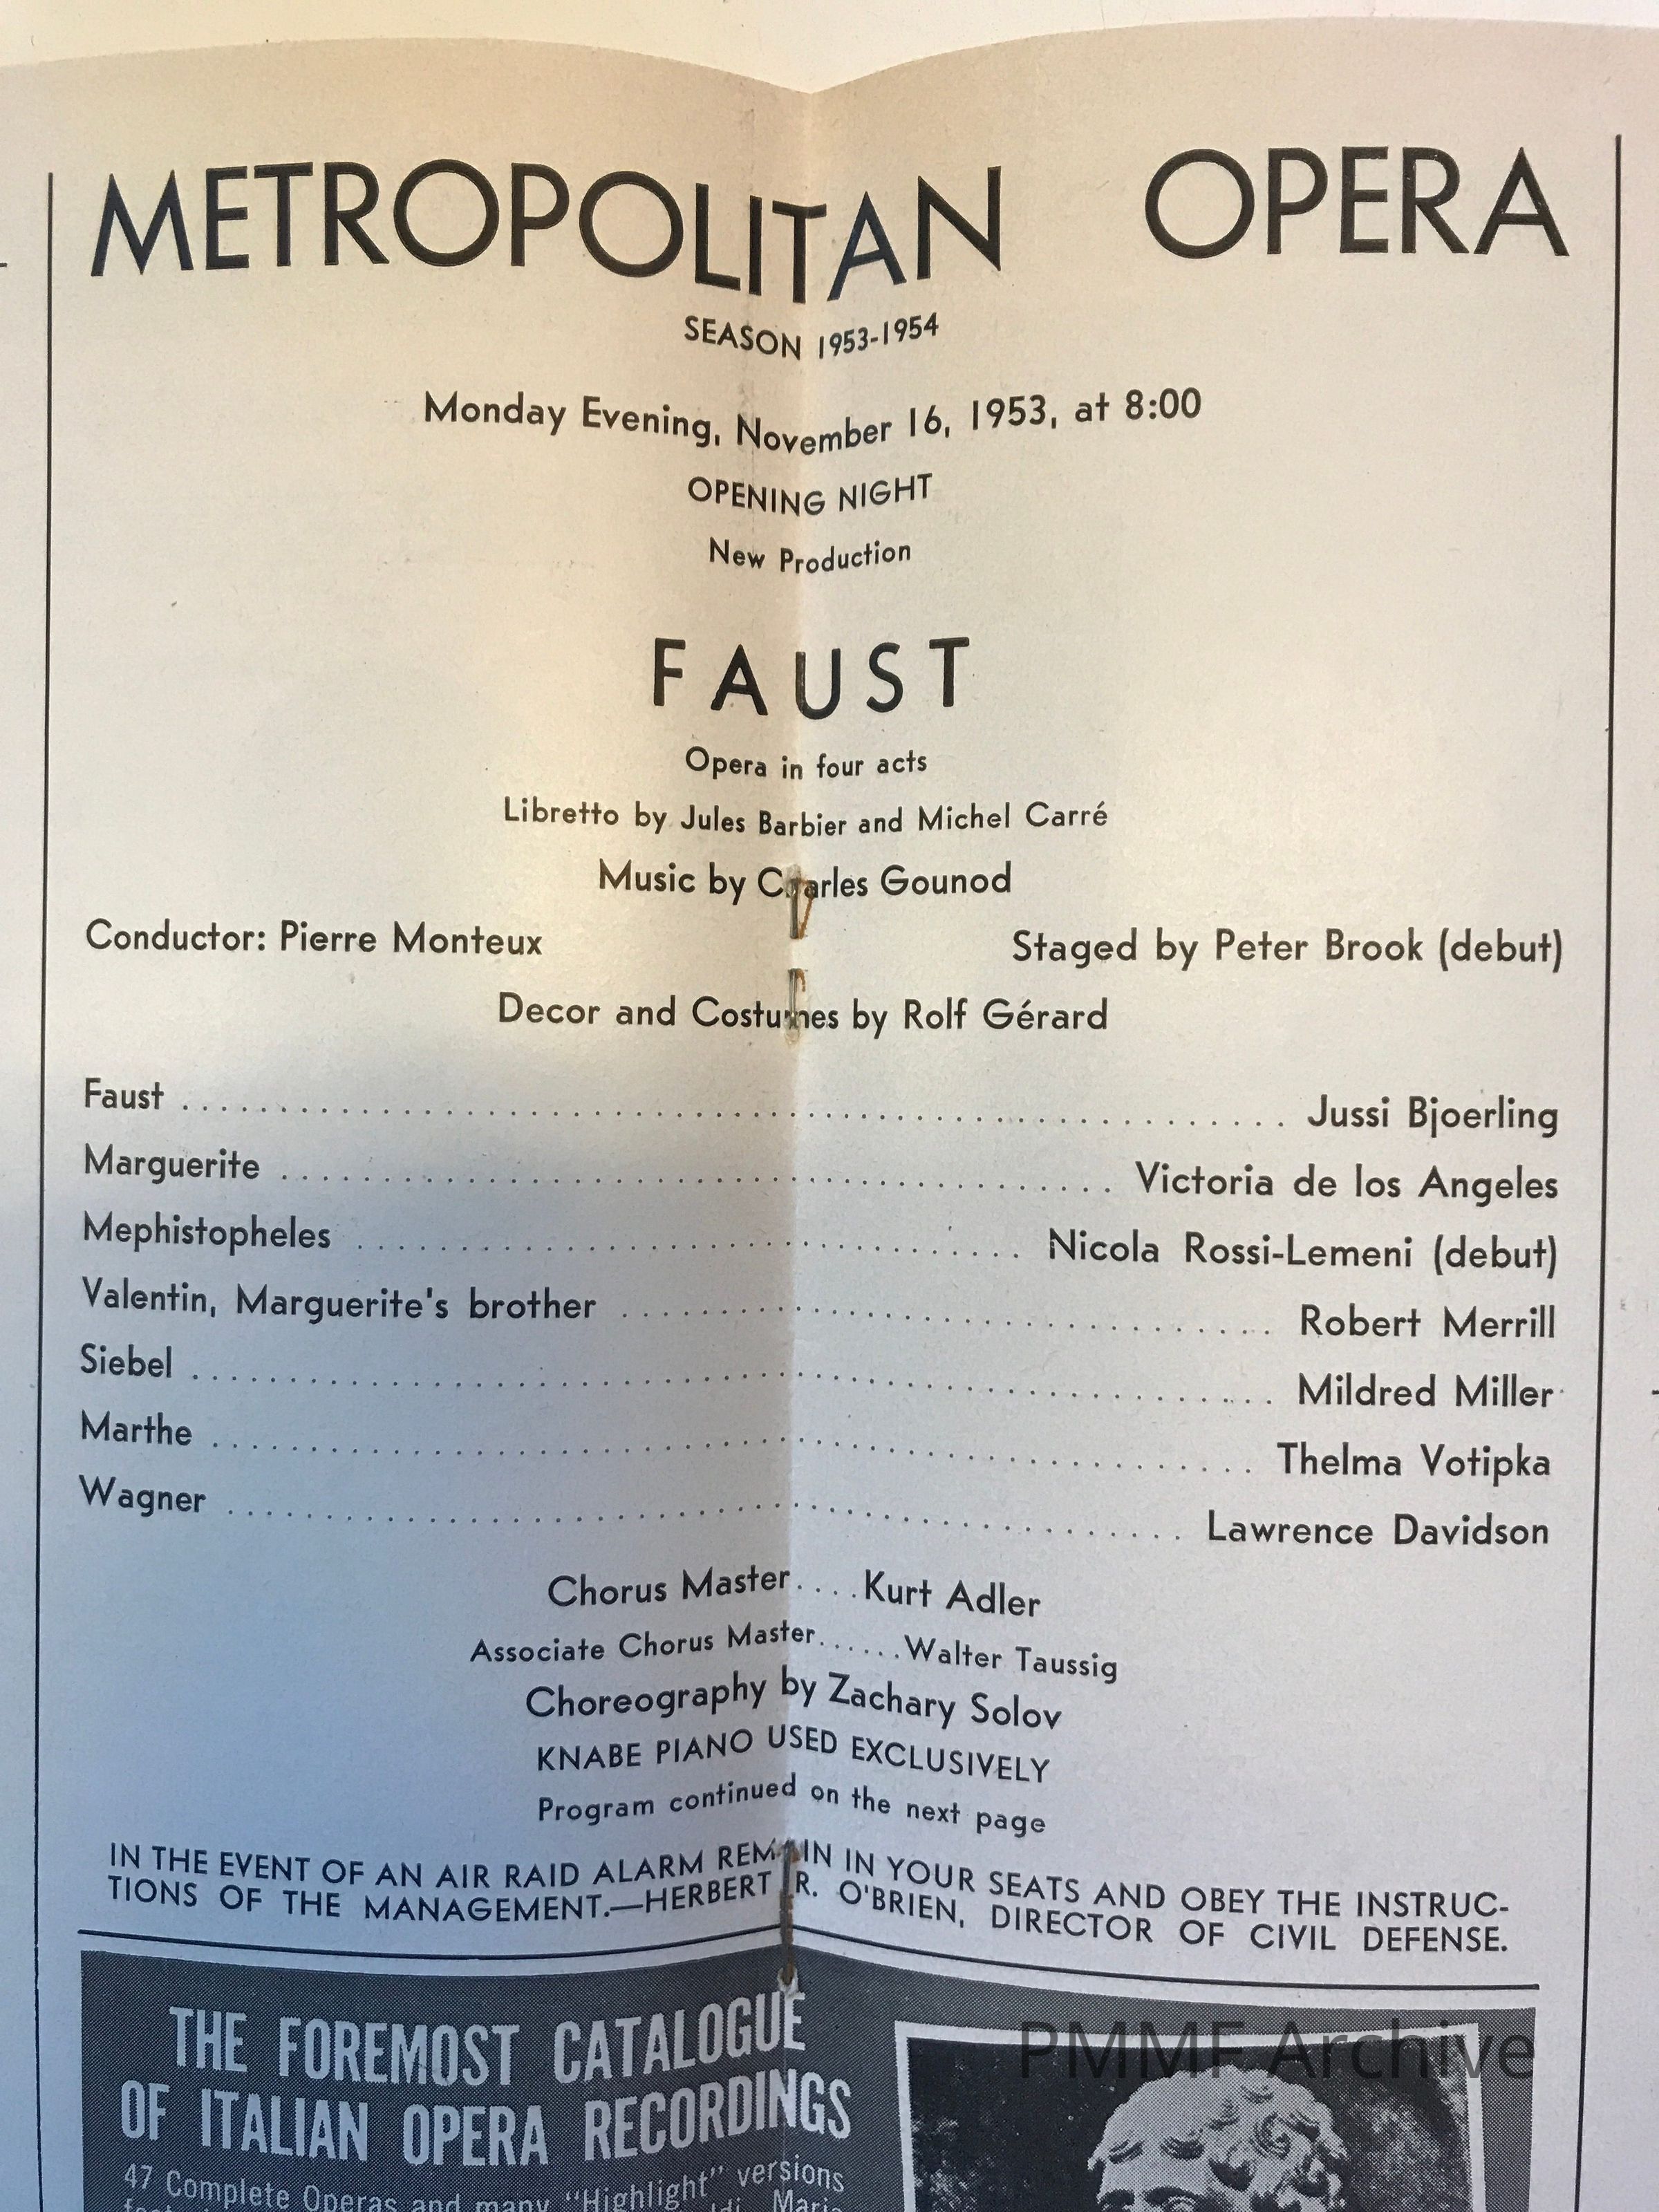 METROPOLITAN OPERA
SEASON 1953-1954
Monday Evening, November 16, 1953, at 8:00
OPENING NIGHT
New Production
FAUST
Opera in four acts
Libretto by Jules Barbier and Michel Carré
Music by Charles Gounod
Conductor: Pierre Monteux Staged by Peter Brook (debut)
Decor and Costumes by Rolf Gérard
Faust ........................................ Jussi Bjoerling
Marguerite ........................................ Victoria de los Angeles
Mephistopheles ........................................ Nicola Rossi-Lemeni (debut)
Valentin, Marguerite's brother ........................................ Robert Merrill
Siebel ........................................ Mildred Miller
Marthe ........................................ Thelma Votipka
Wagner ........................................ Lawrence Davidson
Chorus Master....Kurt Adler
Associate Chorus Master......Walter Taussig
Choreography by Zachary Solov
KNABE PIANO USED EXCLUSIVELY
Program continued on the next page
IN THE EVENT OF AN AIR RAID ALARM REMAIN IN YOUR SEATS AND OBEY THE INSTRUC-
TIONS OF THE MANAGEMENT.—HERBERT R. O'BRIEN, DIRECTOR OF CIVIL DEFENSE.
THE FOREMOST CATALOGUE
OF ITALIAN OPERA RECORDINGS
PMMF Archive
47 Complete Operas and many "Highlight" versions